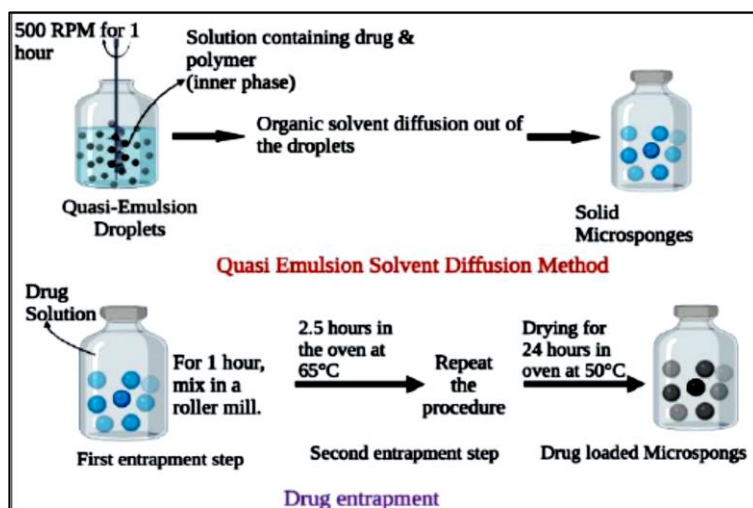 500 RPM for 1
hour
Solution containing drug &
polymer
(inner phase)
Organic solvent diffusion out of
the droplets
Quasi-Emulsion
Droplets
Solid
Microsponges
Quasi Emulsion Solvent Diffusion Method
Drug
Solution
For 1 hour,
mix in a
roller mill.
2.5 hours in
the oven at
65°C
Repeat
the
procedure
Drying for
24 hours in
oven at 50°C
First entrapment step
Second entrapment step
Drug loaded Microspongs
Drug entrapment